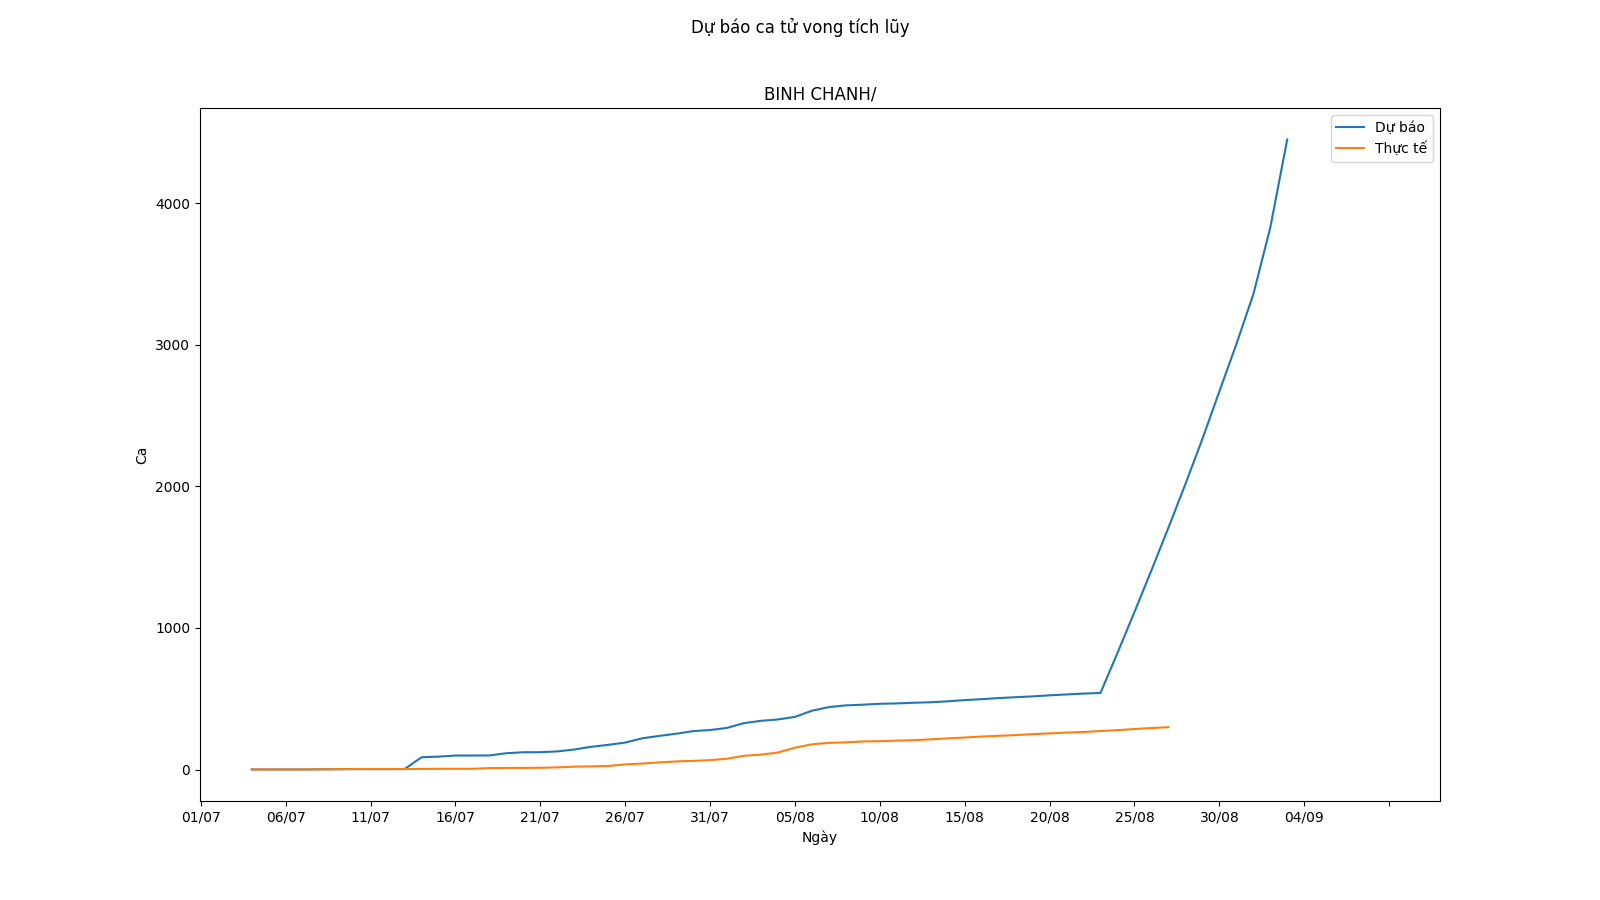 Dự báo ca tử vong tích lũy
BINH CHANH/
Dự báo
Thực tế
4000
3000
2000
1000
0
Ca
01/07 06/07 11/07 16/07 21/07 26/07 31/07 05/08 10/08 15/08 20/08 25/08 30/08 04/09
Ngày